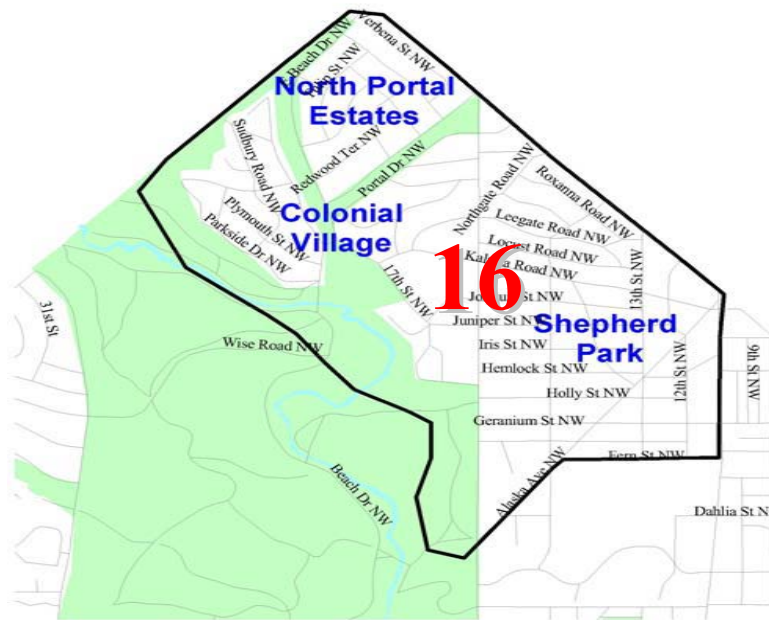 Verbena St NW
Beach Dr NW
North Portal
Estates
Sudbury Road NW
Redwood Ter NW
Portal Dr NW
Northgate Road NW
Roxanna Road NW
Colonial
Village
Plymouth St NW
Parkside Dr NW
Leegate Road NW
Locust Road NW
Road NW
17th St NW
16
13th St NW
31st St
St NW
Juniper St NW
Shepherd
Park
Wise Road NW
Iris St NW
Hemlock St NW
12th St NW
9th St NW
Holly St NW
Geranium St NW
Alaska Ave NW
Fern St NW
Beach Dr NW
Dahlia St N